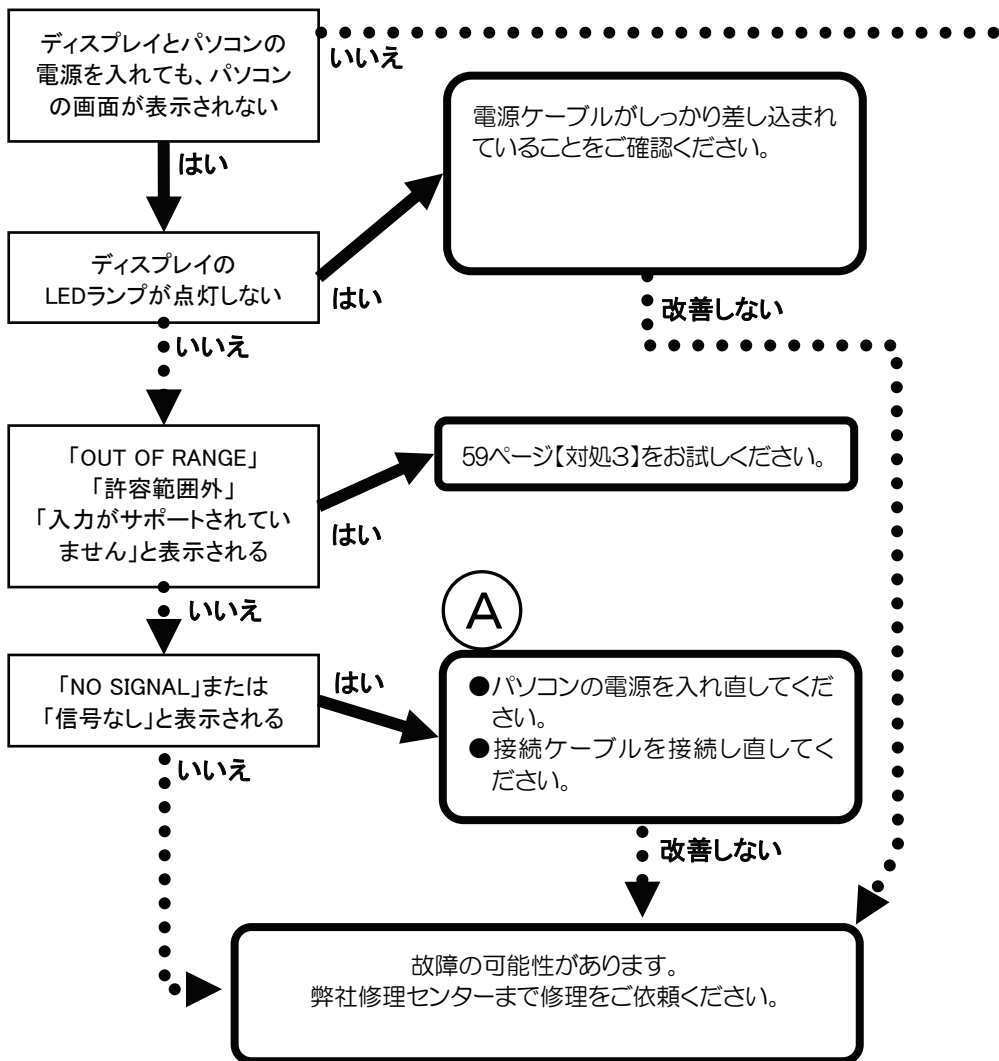 ディスプレイとパソコンの
電源を入れても、パソコン
の画面が表示されない
いいえ
はい
電源ケーブルがしっかり差し込まれ
ていることをご確認ください。
ディスプレイの
LEDランプが点灯しない
はい
改善しない
いいえ
「OUT OF RANGE」
「許容範囲外」
「入力がサポートされてい
ません」と表示される
はい
59ページ【対処3】をお試しください。
いいえ
A
「NO SIGNAL」または
「信号なし」と表示される
はい
●パソコンの電源を入れ直してくだ
さい。
●接続ケーブルを接続し直してく
ださい。
いいえ
改善しない
故障の可能性があります。
弊社修理センターまで修理をご依頼ください。